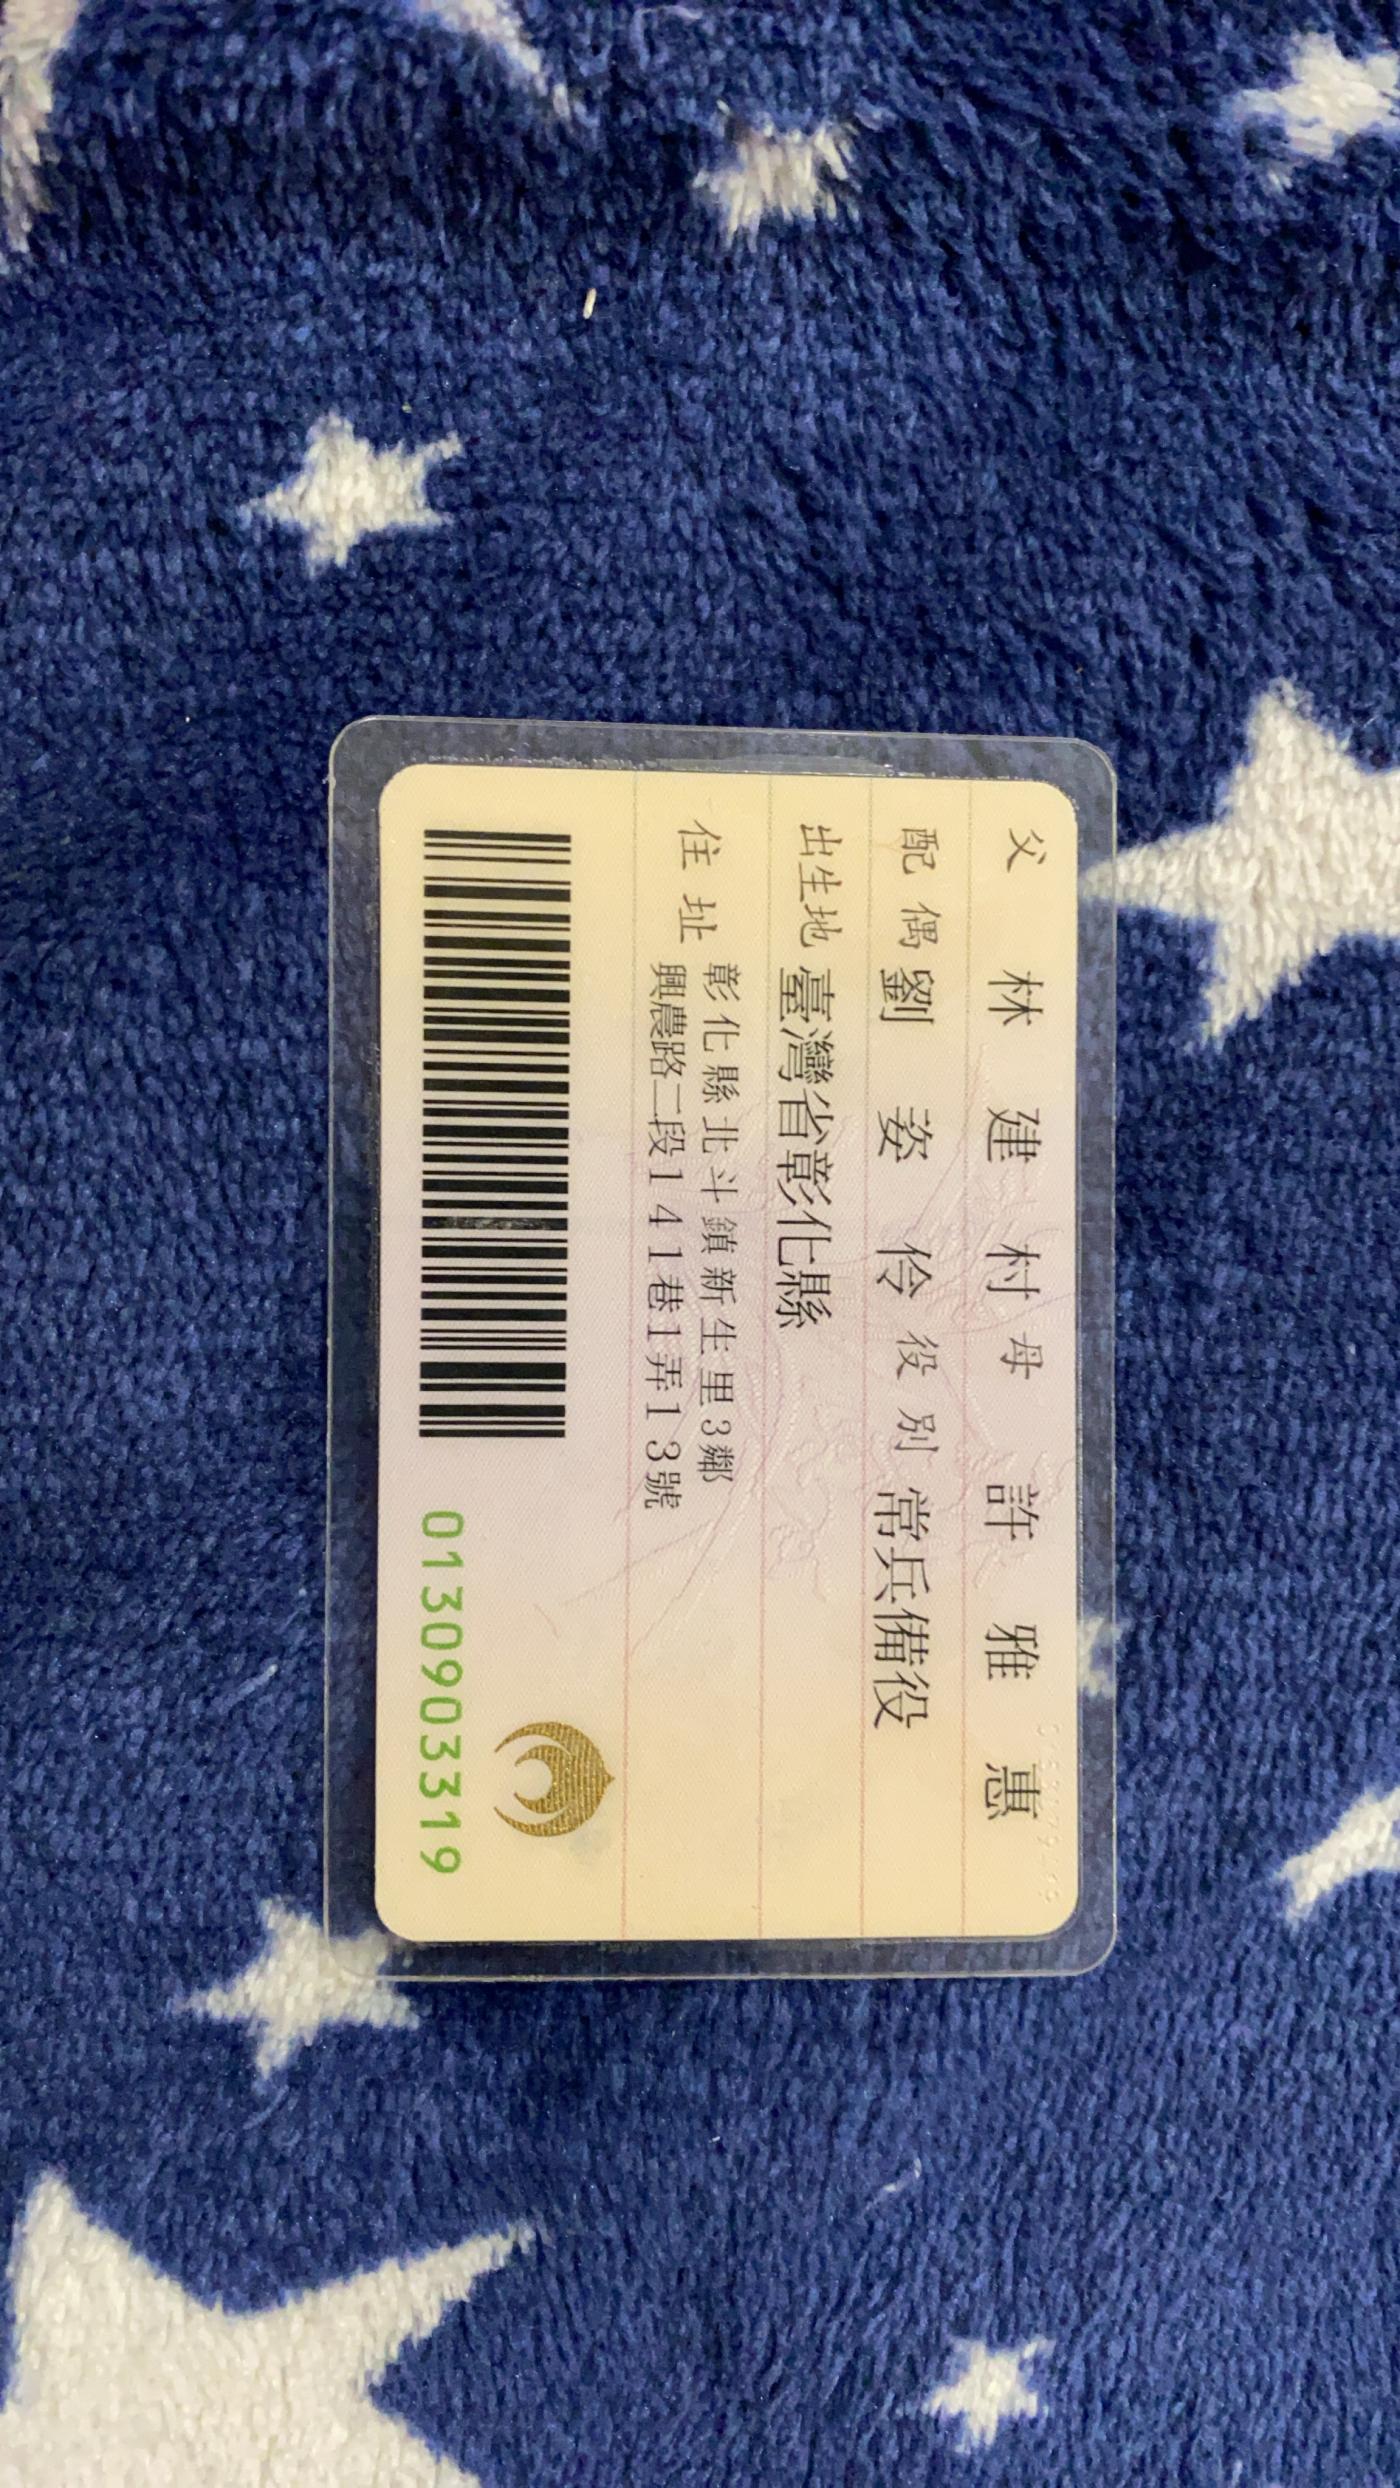 父 林建村 母 許雅惠
配偶 劉姿伶 役別 常兵備役
出生地 臺灣省彰化縣
住址 彰化縣北斗鎮新生里3鄰
興農路二段141巷1弄13號
0130903319